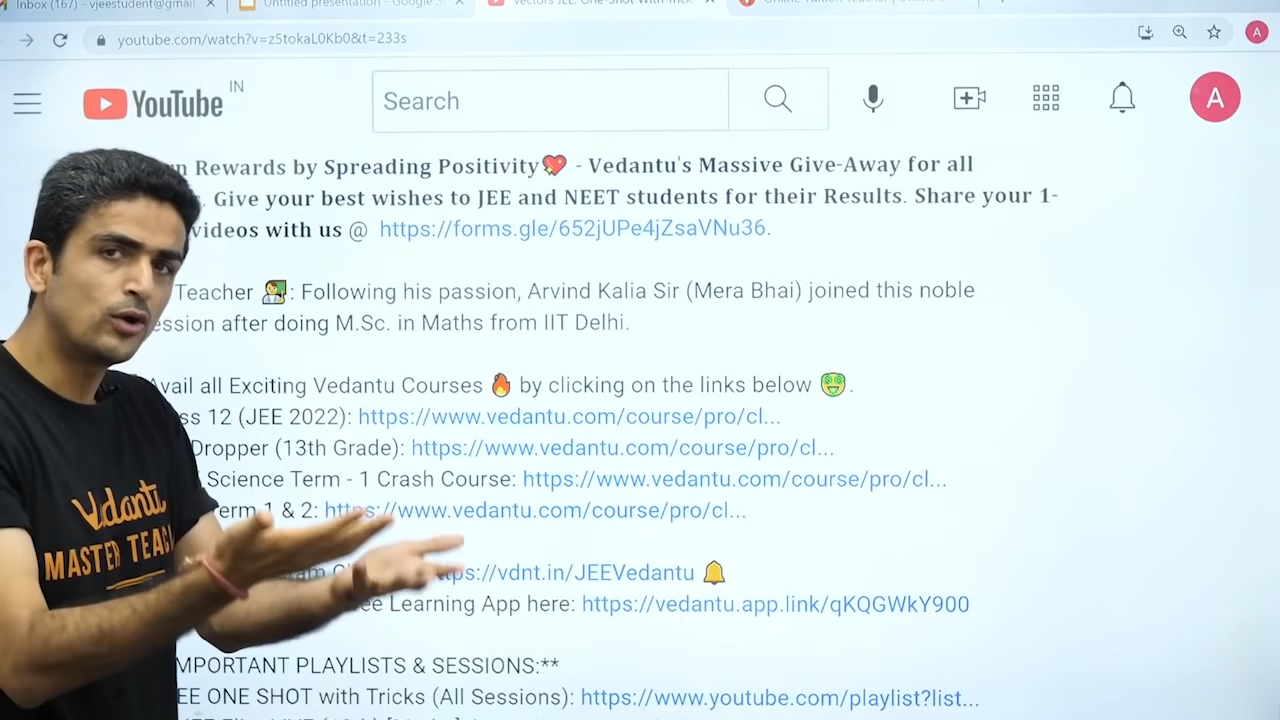 Inbox (167) - vjeestudent@gmail.
Untitled presentation - Google S
Vectors JEE: One-Shot With Trick
youtube.com/watch?v=z5tokaL0Kb0&t=233s
A
YouTube IN
Search
A
Rewards by Spreading Positivity💖 - Vedantu's Massive Give-Away for all
. Give your best wishes to JEE and NEET students for their Results. Share your 1-
videos with us @ https://forms.gle/652jUPe4jZsaVNu36.
Teacher 👨‍🏫: Following his passion, Arvind Kalia Sir (Mera Bhai) joined this noble
ession after doing M.Sc. in Maths from IIT Delhi.
Avail all Exciting Vedantu Courses 🔥 by clicking on the links below 🤑.
ss 12 (JEE 2022): https://www.vedantu.com/course/pro/cl...
Dropper (13th Grade): https://www.vedantu.com/course/pro/cl...
Science Term - 1 Crash Course: https://www.vedantu.com/course/pro/cl...
erm 1 & 2: https://www.vedantu.com/course/pro/cl...
tps://vdnt.in/JEEVedantu 🔔
ee Learning App here: https://vedantu.app.link/qKQGWkY900
MPORTANT PLAYLISTS & SESSIONS:**
EE ONE SHOT with Tricks (All Sessions): https://www.youtube.com/playlist?list...
Vedantu
MASTER TEAC